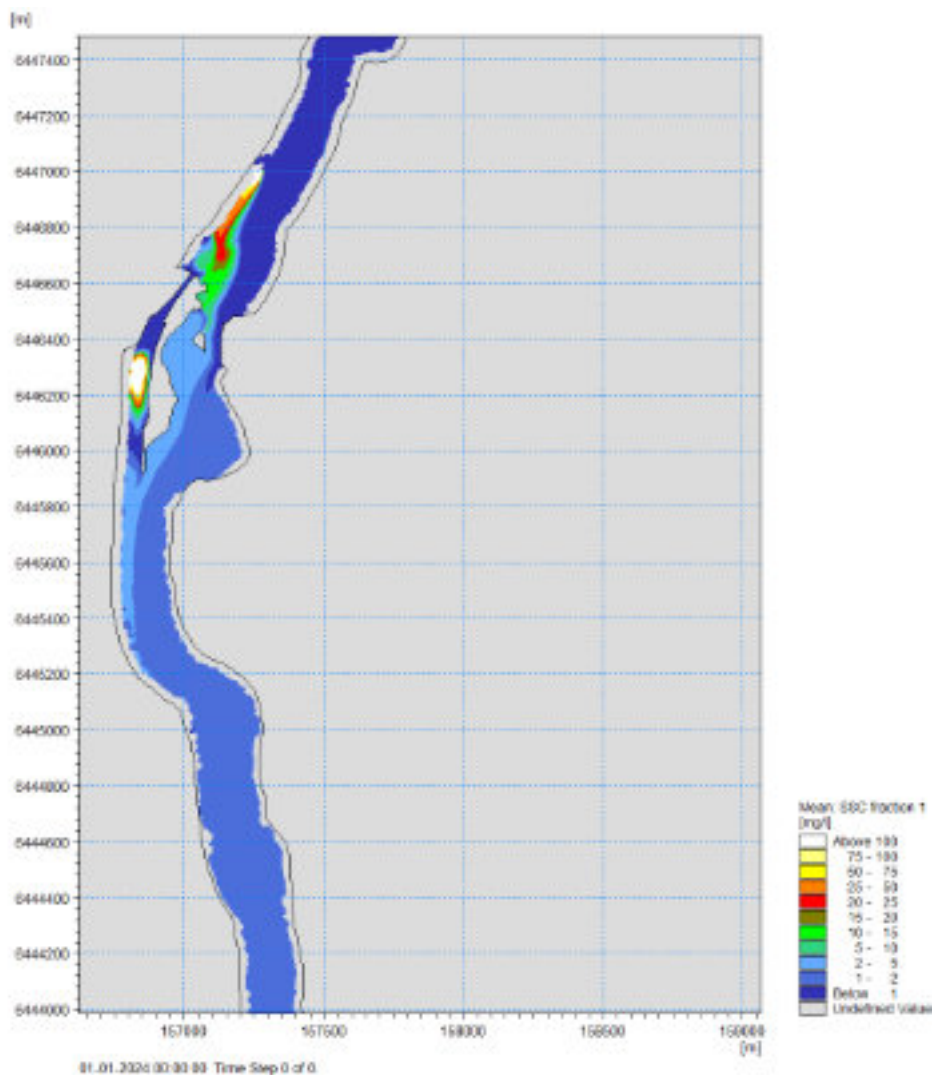 [m]
6447400
6447200
6447000
6446800
6446600
6446400
6446200
6446000
6445800
6445600
6445400
6445200
6445000
6444800
6444600
6444400
6444200
6444000
157000
157500
158000
158500
159000
[m]
Mean: SSC fraction 1
[mg/l]
Above 100
75 - 100
50 - 75
25 - 50
20 - 25
15 - 20
10 - 15
5 - 10
2 - 5
1 - 2
Below 1
Undefined Value
01.01.2024 00:00:00 Time Step 0 of 0.